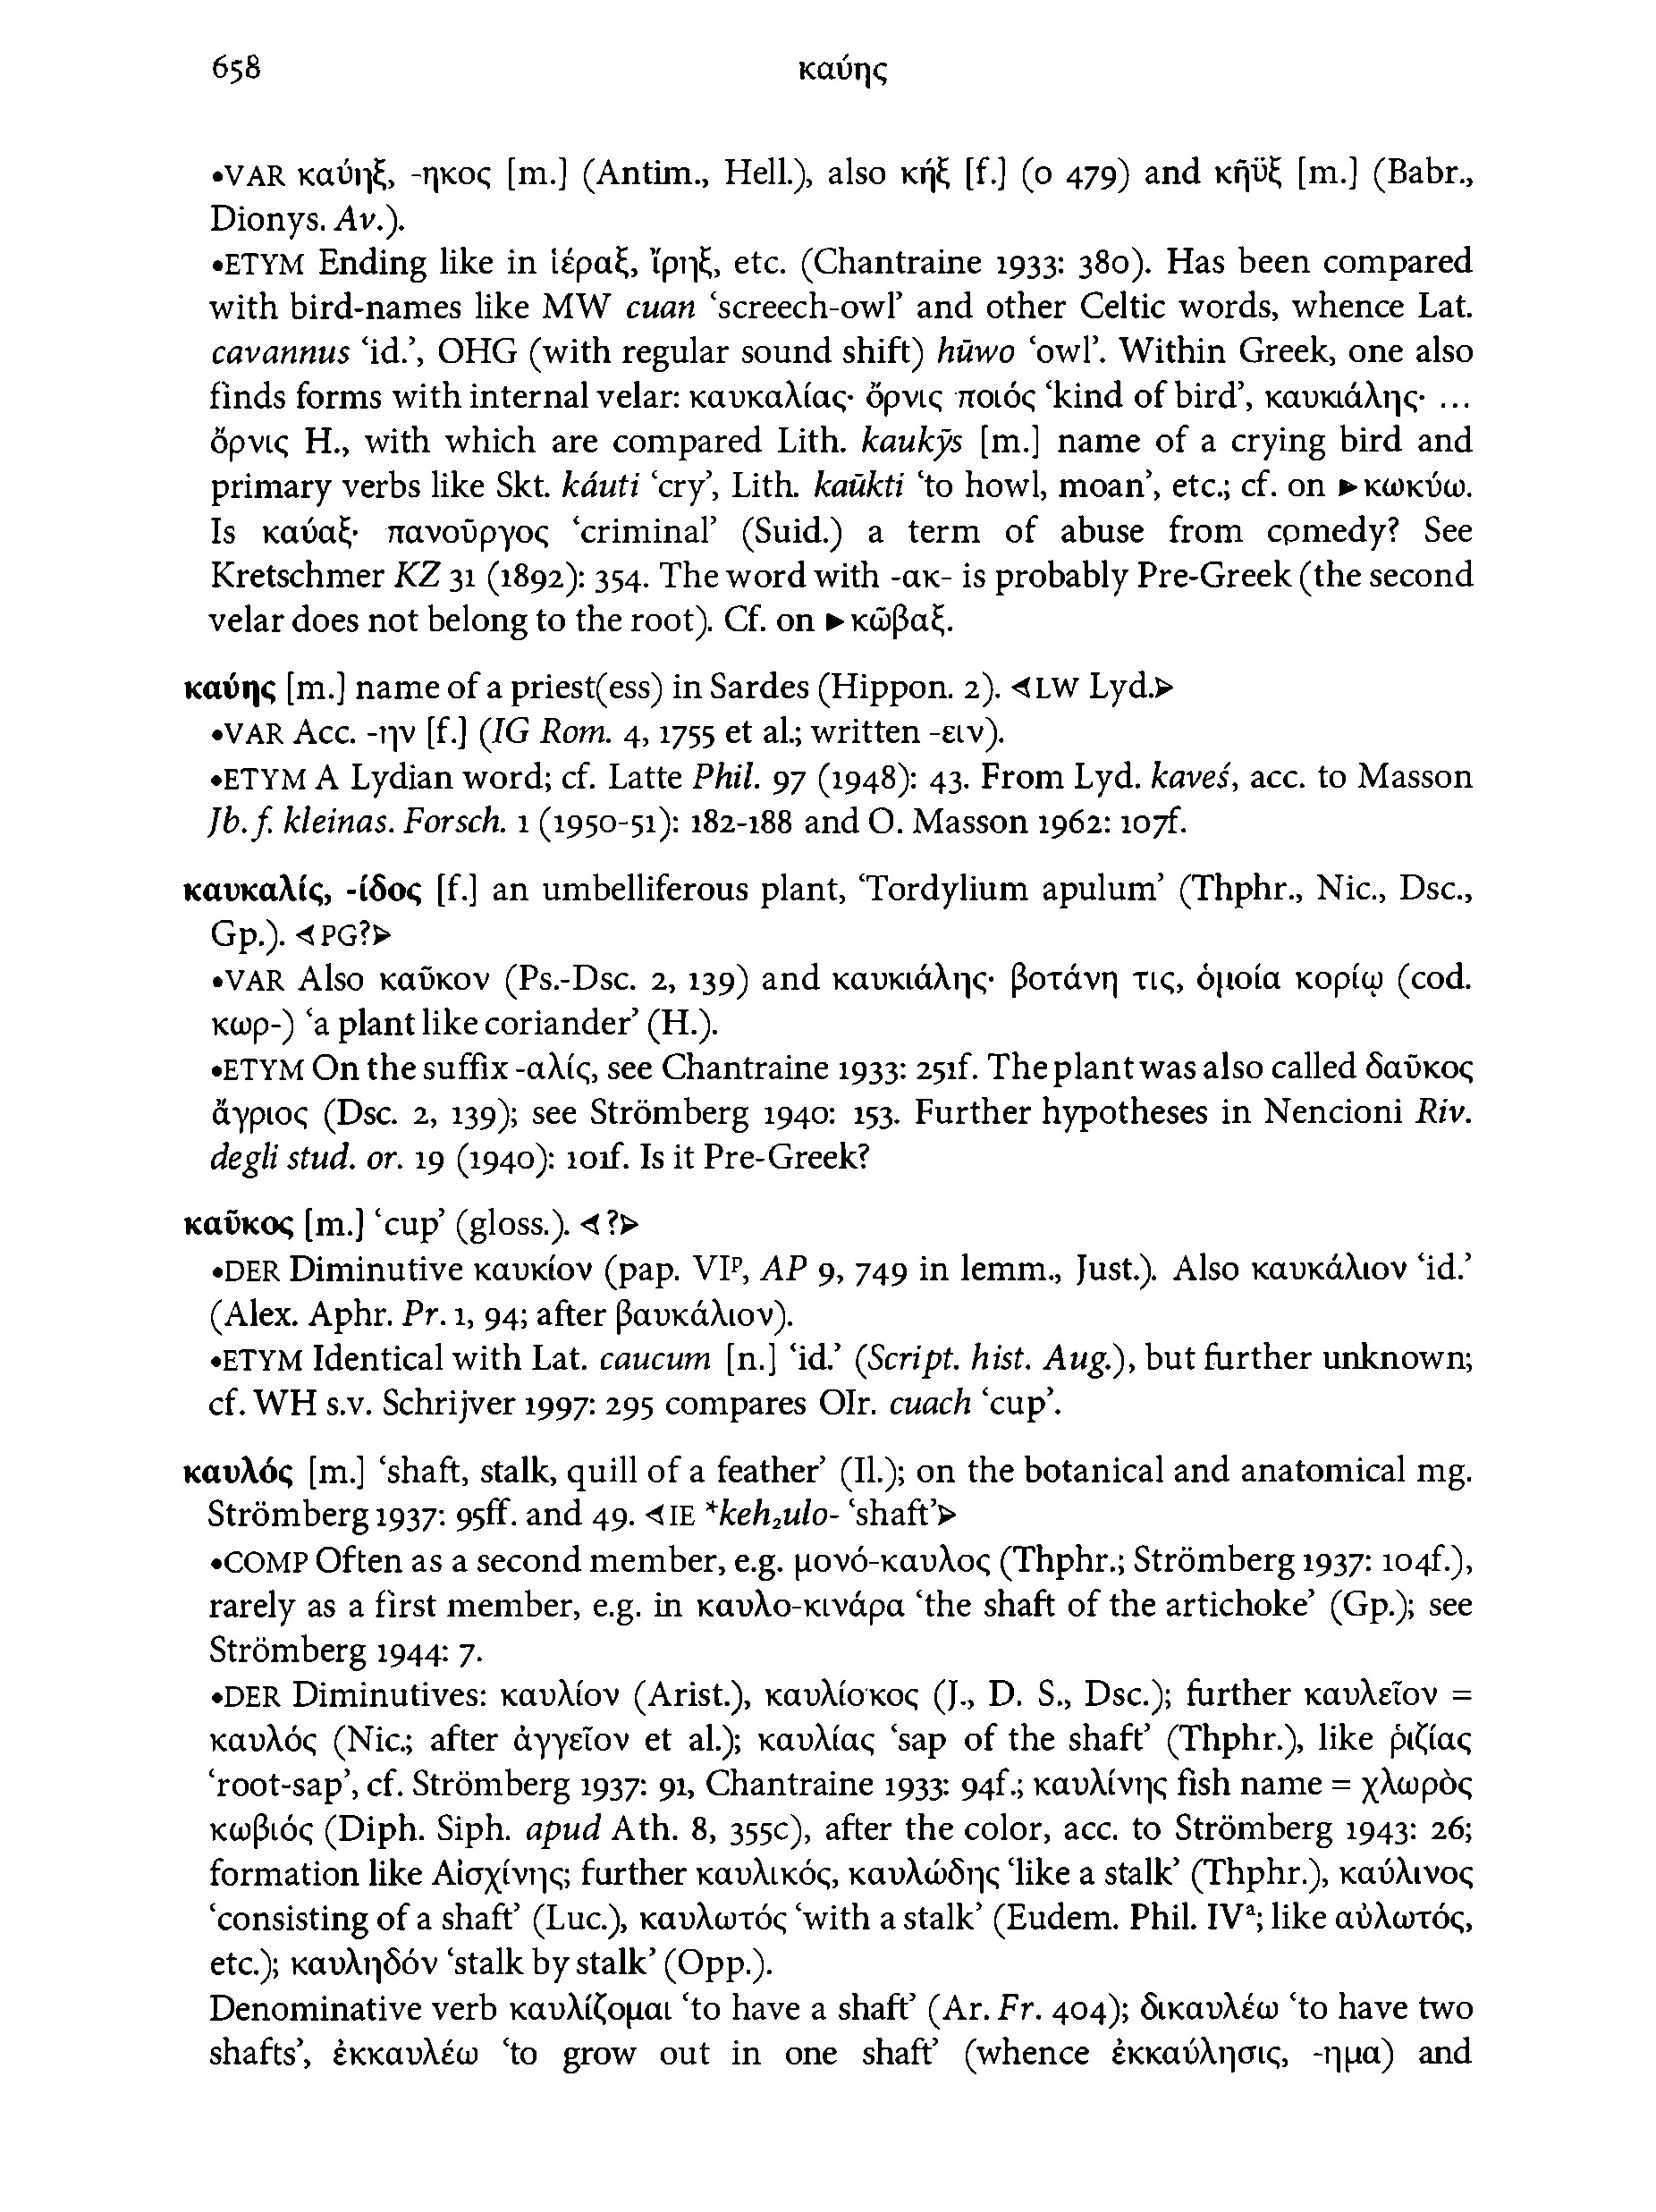 658 καύης
•VAR καύηξ, -ηκος [m.] (Antim., Hell.), also κήξ [f.] (ο 479) and κῆϋξ [m.] (Babr.,
Dionys. Av.).
•ETYM Ending like in ἱέραξ, ἴρηξ, etc. (Chantraine 1933: 380). Has been compared
with bird-names like MW cuan ‘screech-owl’ and other Celtic words, whence Lat.
cavannus ‘id.’, OHG (with regular sound shift) hūwo ‘owl’. Within Greek, one also
finds forms with internal velar: καυκαλίας· ὄρνις ποιός ‘kind of bird’, καυκιάλης· ...
ὄρνις H., with which are compared Lith. kaukỹs [m.] name of a crying bird and
primary verbs like Skt. káuti ‘cry’, Lith. kaũkti ‘to howl, moan’, etc.; cf. on ►κωκύω.
Is καύαξ· πανοῦργος ‘criminal’ (Suid.) a term of abuse from comedy? See
Kretschmer KZ 31 (1892): 354. The word with -ακ- is probably Pre-Greek (the second
velar does not belong to the root). Cf. on ►κῶβαξ.
καύης [m.] name of a priest(ess) in Sardes (Hippon. 2). ◁LW Lyd.▷
•VAR Acc. -ην [f.] (IG Rom. 4, 1755 et al.; written -ειν).
•ETYM A Lydian word; cf. Latte Phil. 97 (1948): 43. From Lyd. kaveś, acc. to Masson
Jb. f. kleinas. Forsch. 1 (1950-51): 182-188 and O. Masson 1962: 107f.
καυκαλίς, -ίδος [f.] an umbelliferous plant, ‘Tordylium apulum’ (Thphr., Nic., Dsc.,
Gp.). ◁PG?▷
•VAR Also καῦκον (Ps.-Dsc. 2, 139) and καυκιάλης· βοτάνη τις, ὁμοία κορίῳ (cod.
κωρ-) ‘a plant like coriander’ (H.).
•ETYM On the suffix -αλίς, see Chantraine 1933: 251f. The plant was also called δαῦκος
ἄγριος (Dsc. 2, 139); see Strömberg 1940: 153. Further hypotheses in Nencioni Riv.
degli stud. or. 19 (1940): 101f. Is it Pre-Greek?
καῦκος [m.] ‘cup’ (gloss.). ◁?▷
•DER Diminutive καυκίον (pap. VIᵖ, AP 9, 749 in lemm., Just.). Also καυκάλιον ‘id.’
(Alex. Aphr. Pr. 1, 94; after βαυκάλιον).
•ETYM Identical with Lat. caucum [n.] ‘id.’ (Script. hist. Aug.), but further unknown;
cf. WH s.v. Schrijver 1997: 295 compares OIr. cuach ‘cup’.
καυλός [m.] ‘shaft, stalk, quill of a feather’ (Il.); on the botanical and anatomical mg.
Strömberg 1937: 95ff. and 49. ◁IE *keh₂ulo- ‘shaft’▷
•COMP Often as a second member, e.g. μονό-καυλος (Thphr.; Strömberg 1937: 104f.),
rarely as a first member, e.g. in καυλο-κινάρα ‘the shaft of the artichoke’ (Gp.); see
Strömberg 1944: 7.
•DER Diminutives: καυλίον (Arist.), καυλίσκος (J., D. S., Dsc.); further καυλεῖον =
καυλός (Nic.; after ἀγγεῖον et al.); καυλίας ‘sap of the shaft’ (Thphr.), like ῥιζίας
‘root-sap’, cf. Strömberg 1937: 91, Chantraine 1933: 94f.; καυλίνης fish name = χλωρὸς
κωβιός (Diph. Siph. apud Ath. 8, 355c), after the color, acc. to Strömberg 1943: 26;
formation like Αἰσχίνης; further καυλικός, καυλώδης ‘like a stalk’ (Thphr.), καύλινος
‘consisting of a shaft’ (Luc.), καυλωτός ‘with a stalk’ (Eudem. Phil. IVᵃ; like αὐλωτός,
etc.); καυληδόν ‘stalk by stalk’ (Opp.).
Denominative verb καυλίζομαι ‘to have a shaft’ (Ar. Fr. 404); δικαυλέω ‘to have two
shafts’, ἐκκαυλέω ‘to grow out in one shaft’ (whence ἐκκαύλησις, -ημα) and